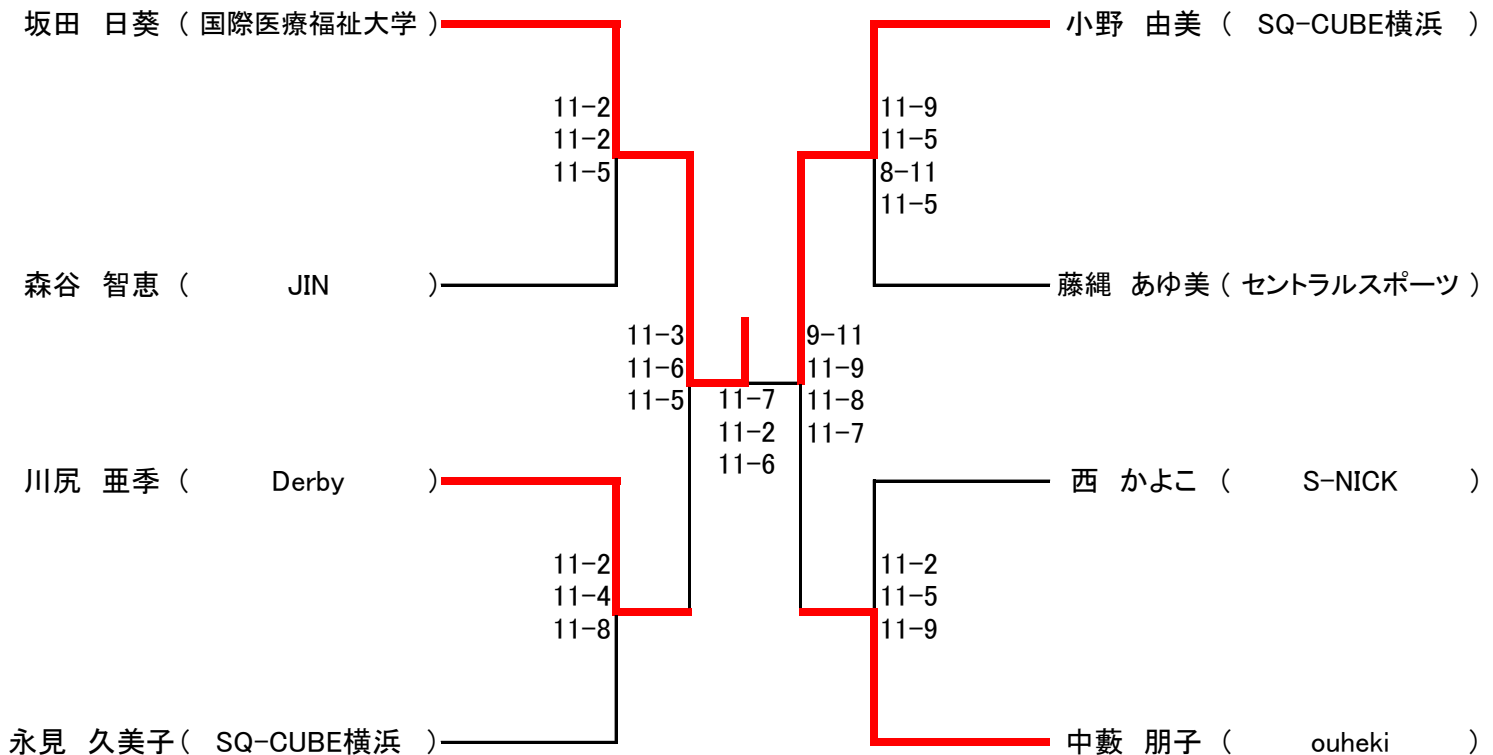 坂田 日葵 ( 国際医療福祉大学 )
小野 由美 ( SQ-CUBE横浜 )
11-2
11-2
11-5
11-9
11-5
8-11
11-5
森谷 智恵 ( JIN )
藤縄 あゆ美 ( セントラルスポーツ )
11-3
11-6
11-5
9-11
11-9
11-8
11-7
11-7
11-2
11-6
川尻 亜季 ( Derby )
西 かよこ ( S-NICK )
11-2
11-4
11-8
11-2
11-5
11-9
永見 久美子 ( SQ-CUBE横浜 )
中藪 朋子 ( ouheki )